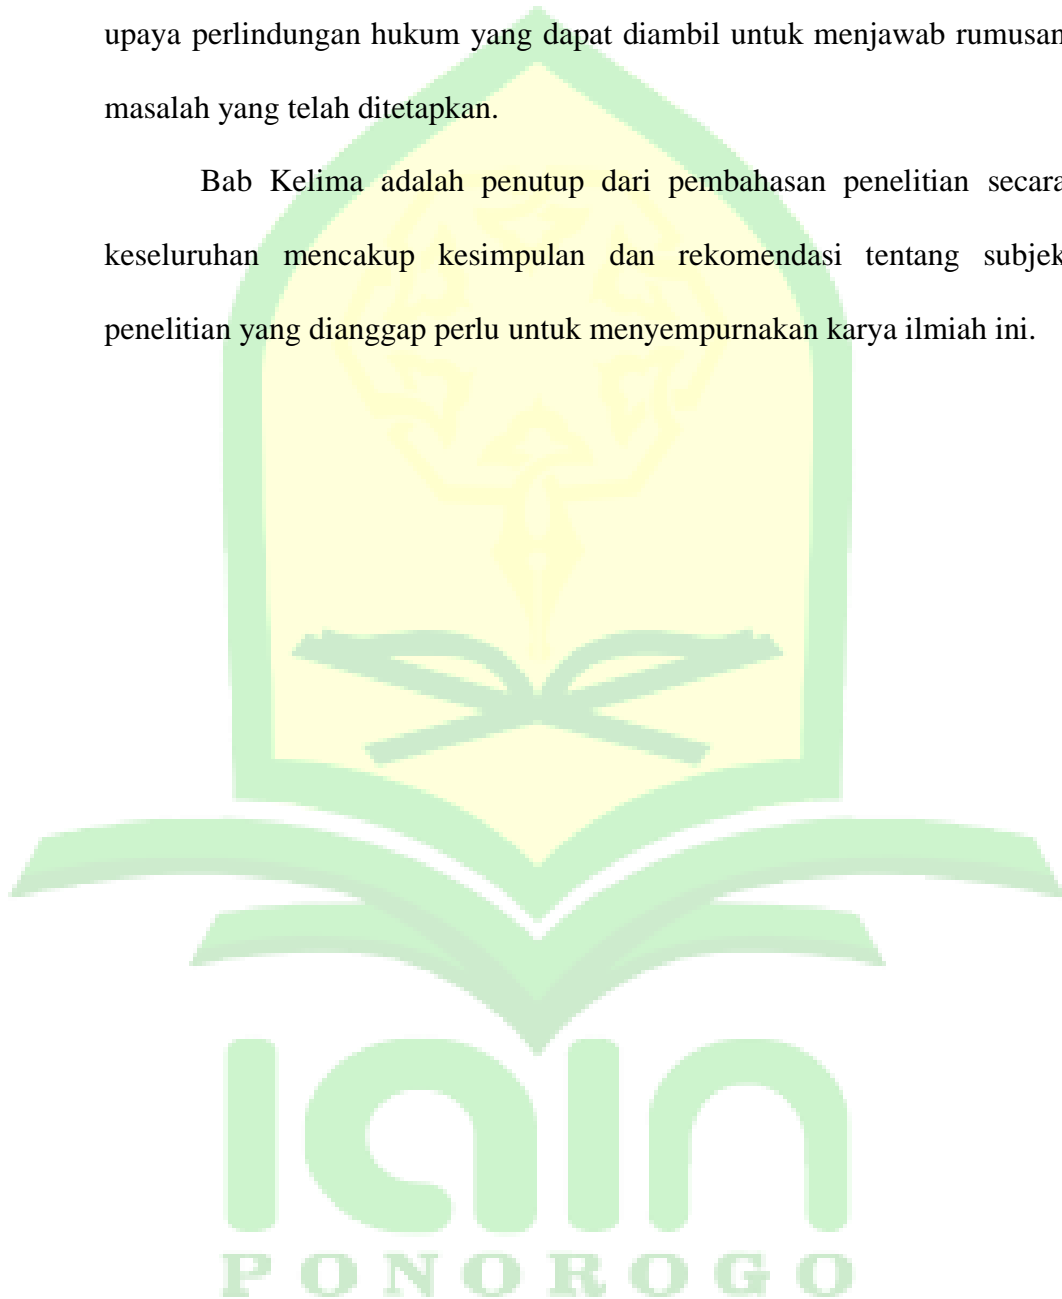 upaya perlindungan hukum yang dapat diambil untuk menjawab rumusan
masalah yang telah ditetapkan.
Bab Kelima adalah penutup dari pembahasan penelitian secara
keseluruhan mencakup kesimpulan dan rekomendasi tentang subjek
penelitian yang dianggap perlu untuk menyempurnakan karya ilmiah ini.
iain
PONOROGO